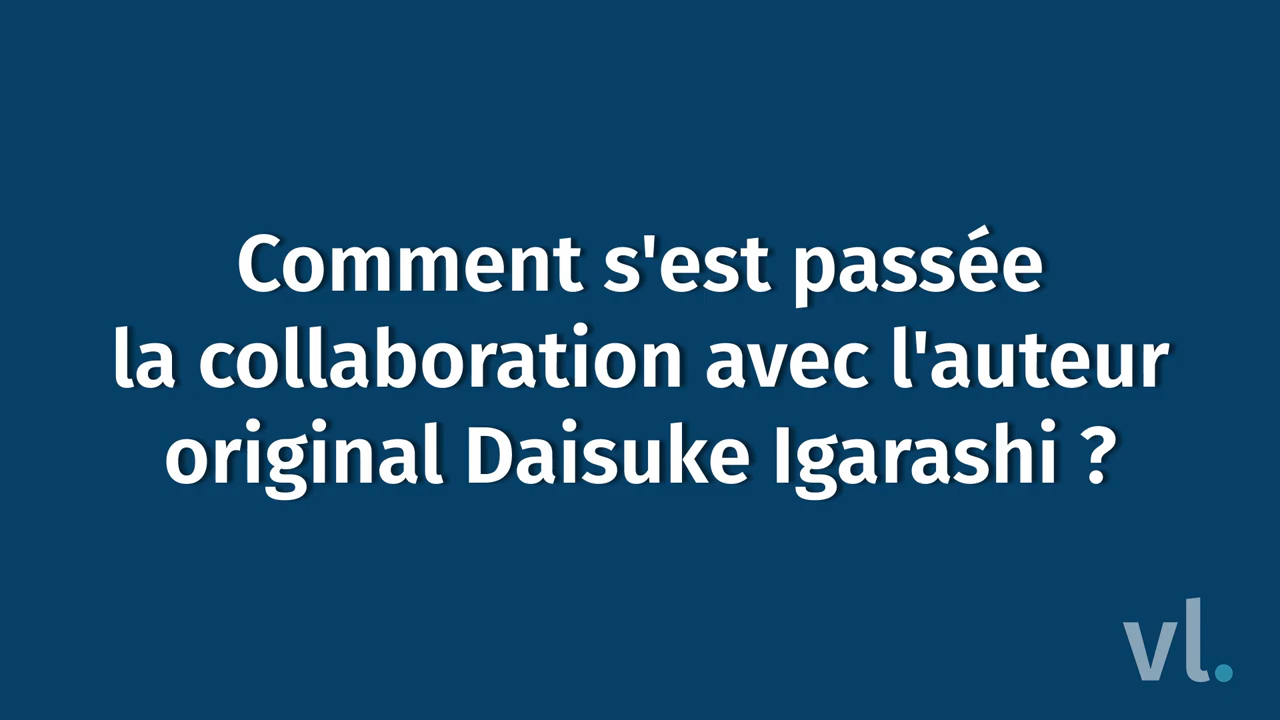 Comment s'est passée
la collaboration avec l'auteur
original Daisuke Igarashi ?
vl.